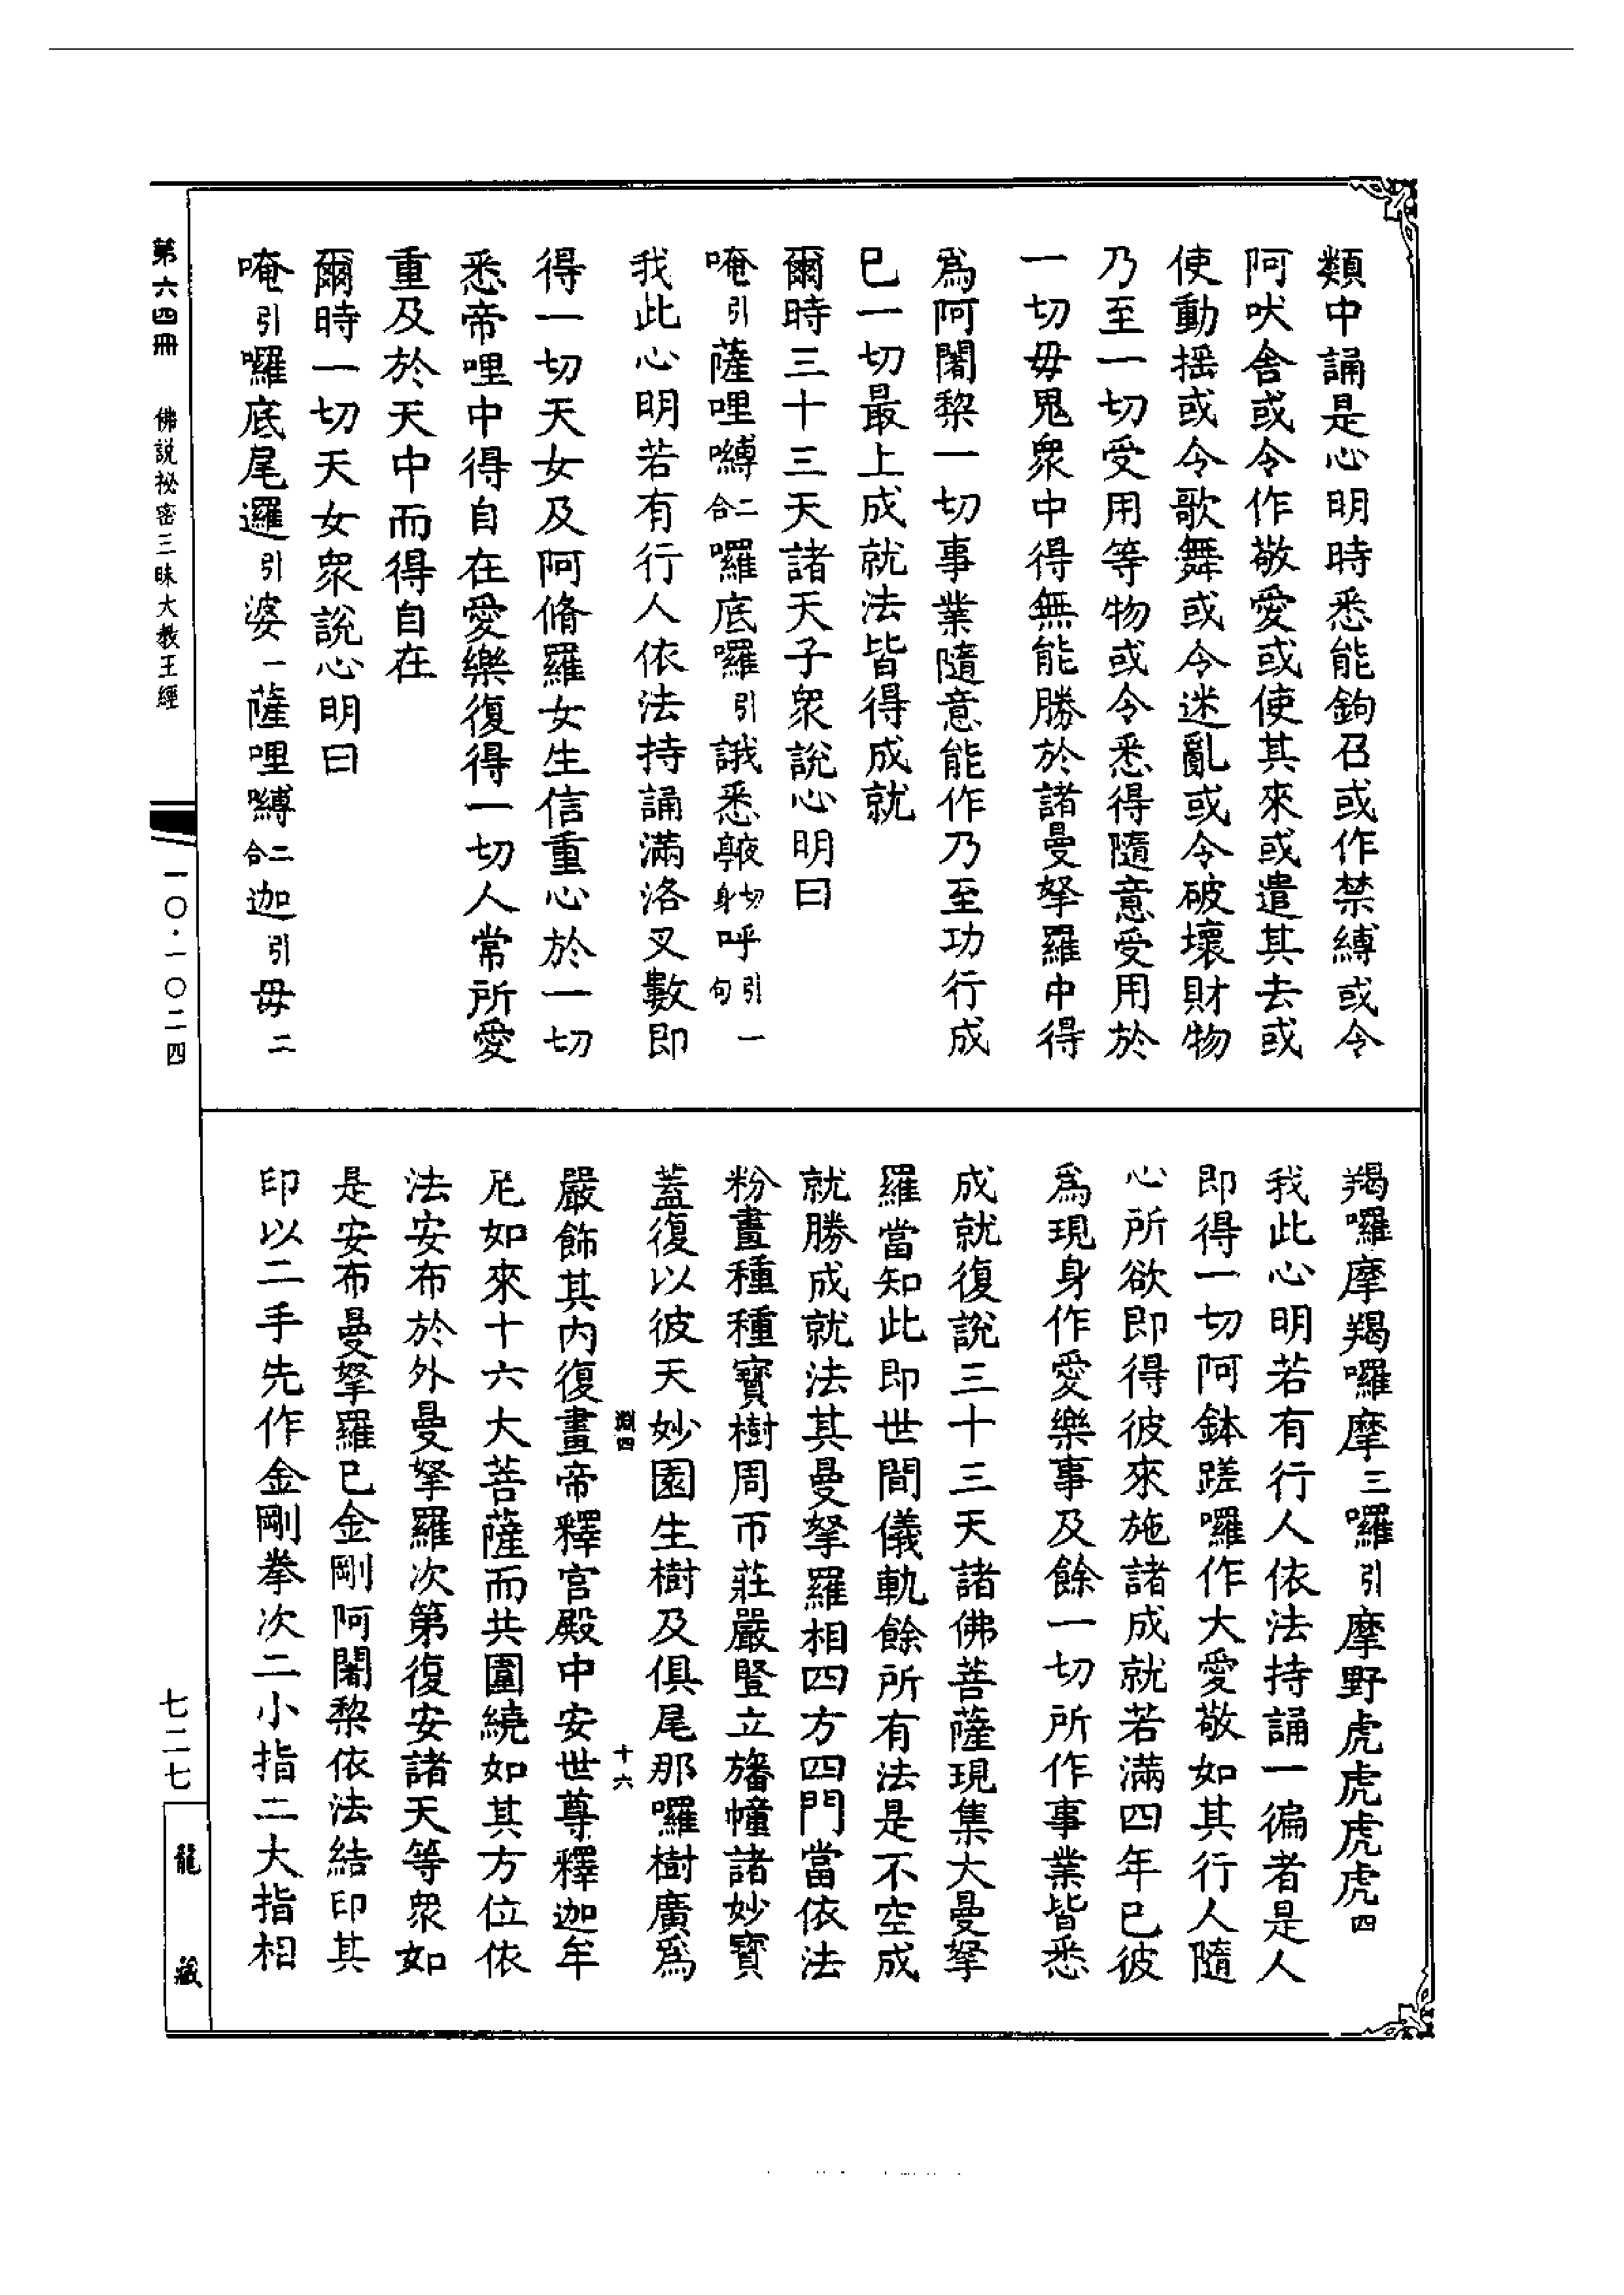 類中誦是心明時悉能鉤召或作禁縛或令
阿吠舍或令作敬愛或使其來或遣其去或
使動搖或令歌舞或令迷亂或令破壞財物
乃至一切受用等物或令悉得隨意受用於
一切毋鬼衆中得無能勝於諸曼拏羅中得
為阿闍黎一切事業隨意能作乃至功行成
已一切最上成就法皆得成就
爾時三十三天諸天子衆說心明曰
唵引薩哩嚩二合囉底囉引誐悉㖡切身呼引一句
我此心明若有行人依法持誦滿洛叉數即
得一切天女及阿脩羅女生信重心於一切
悉帝哩中得自在愛樂復得一切人常所愛
重及於天中而得自在
爾時一切天女衆說心明曰
唵引囉底尾邏引婆一薩哩嚩二合迦引毋二
羯囉摩羯囉摩三囉引摩野虎虎虎虎四
我此心明若有行人依法持誦一徧者是人
即得一切阿鉢蹉囉作大愛敬如其行人隨
心所欲即得彼來施諸成就若滿四年已彼
為現身作愛樂事及餘一切所作事業皆悉
成就復說三十三天諸佛菩薩現集大曼拏
羅當知此即世間儀軌餘所有法是不空成
就勝成就法其曼拏羅相四方四門當依法
粉畫種種寶樹周帀莊嚴豎立旛幢諸妙寶
蓋復以彼天妙園生樹及俱尾那囉樹廣為
淵四 十六
嚴飾其內復畫帝釋宮殿中安世尊釋迦牟
尼如來十六大菩薩而共圍繞如其方位依
法安布於外曼拏羅次第復安諸天等衆如
是安布曼拏羅已金剛阿闍黎依法結印其
印以二手先作金剛拳次二小指二大指相
第六四冊 佛說祕密三昧大教王經
一〇·一〇二四
七二七
龍藏